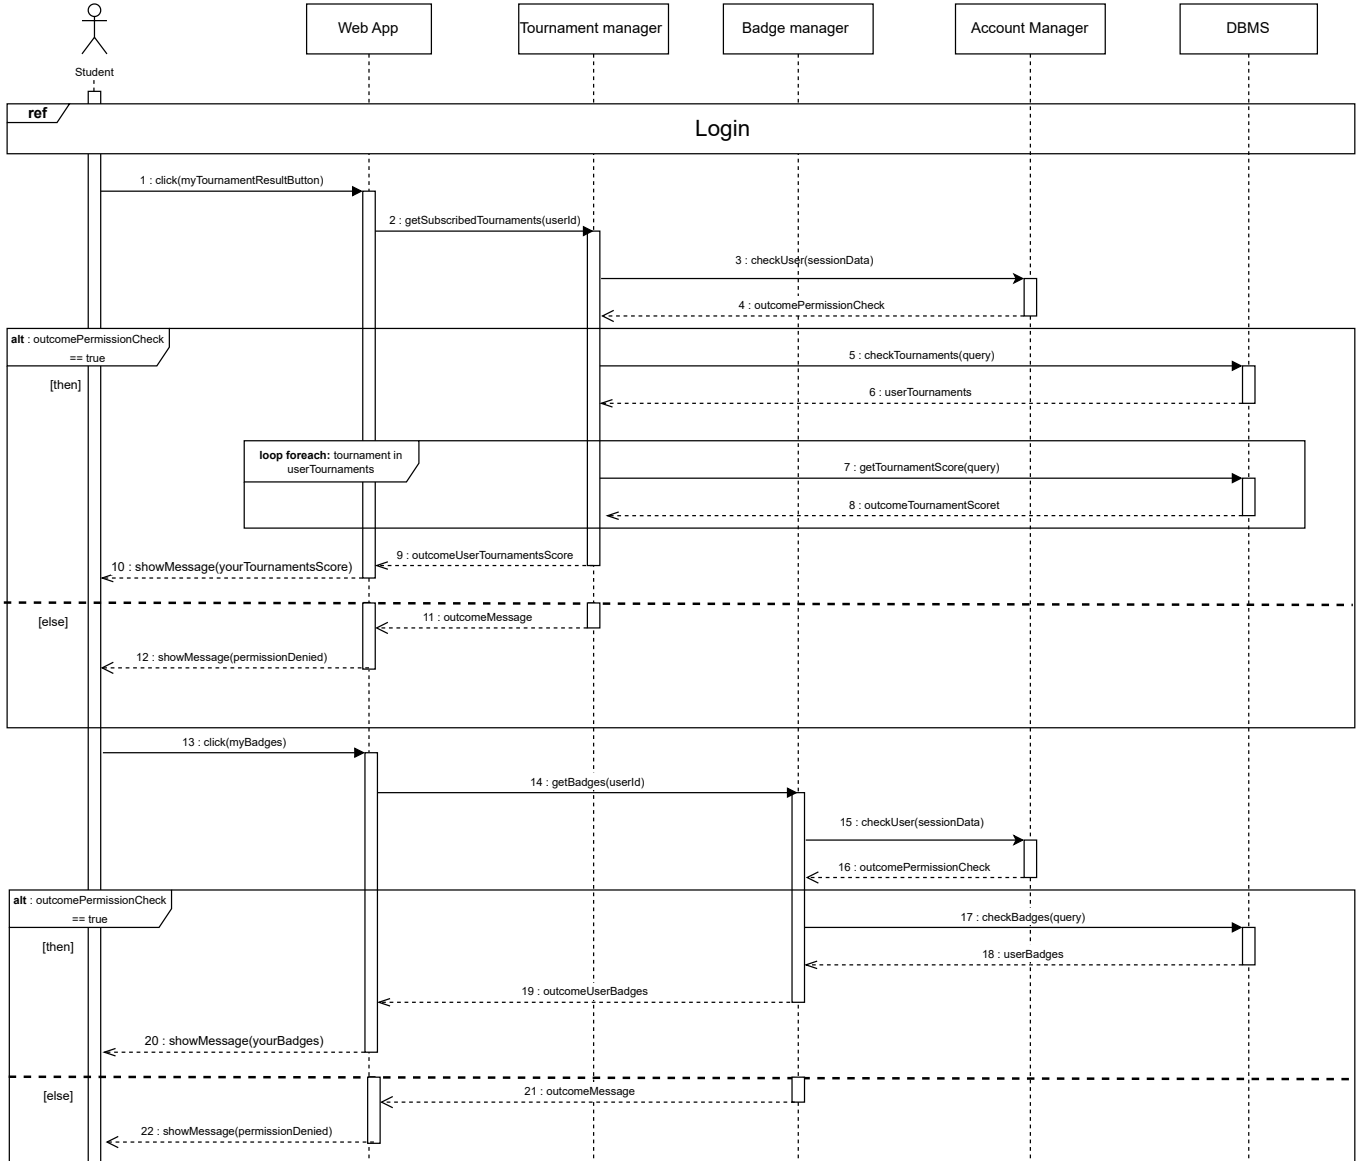 Web App
Tournament manager
Badge manager
Account Manager
DBMS
Student
ref
Login
1 : click(myTournamentResultButton)
2 : getSubscribedTournaments(userId)
3 : checkUser(sessionData)
4 : outcomePermissionCheck
alt : outcomePermissionCheck
== true
[then]
5 : checkTournaments(query)
6 : userTournaments
loop foreach: tournament in
userTournaments
7 : getTournamentScore(query)
8 : outcomeTournamentScoret
9 : outcomeUserTournamentsScore
10 : showMessage(yourTournamentsScore)
[else]
11 : outcomeMessage
12 : showMessage(permissionDenied)
13 : click(myBadges)
14 : getBadges(userId)
15 : checkUser(sessionData)
16 : outcomePermissionCheck
alt : outcomePermissionCheck
== true
[then]
17 : checkBadges(query)
18 : userBadges
19 : outcomeUserBadges
20 : showMessage(yourBadges)
[else]
21 : outcomeMessage
22 : showMessage(permissionDenied)